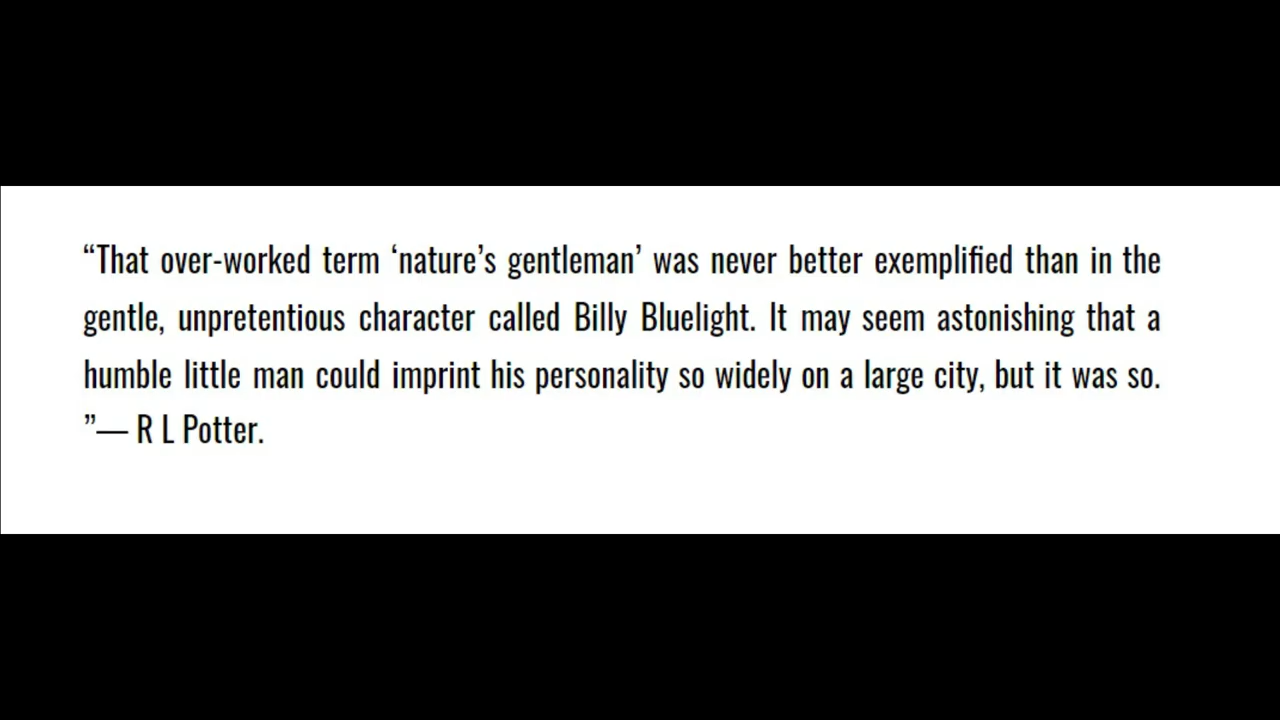 “That over-worked term ‘nature’s gentleman’ was never better exemplified than in the
gentle, unpretentious character called Billy Bluelight. It may seem astonishing that a
humble little man could imprint his personality so widely on a large city, but it was so.
”— R L Potter.